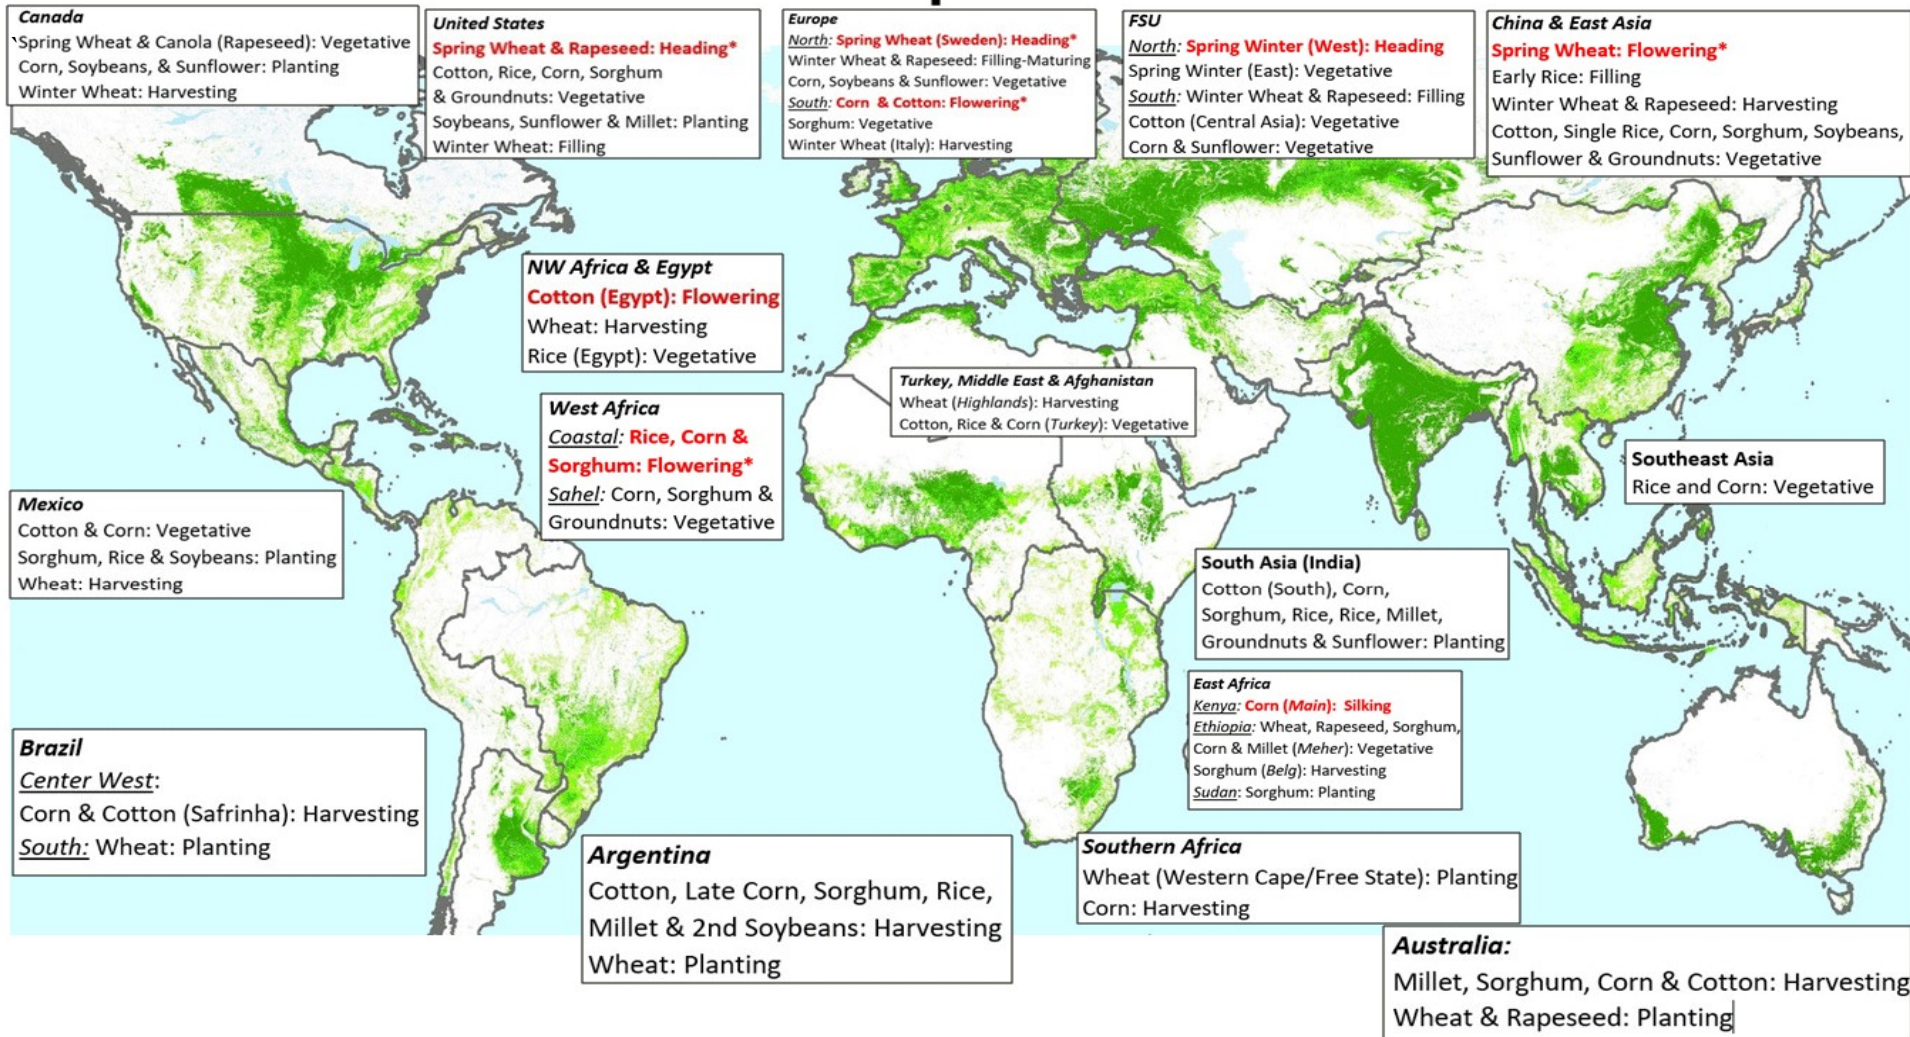 Canada
`Spring Wheat & Canola (Rapeseed): Vegetative
Corn, Soybeans, & Sunflower: Planting
Winter Wheat: Harvesting
United States
Spring Wheat & Rapeseed: Heading*
Cotton, Rice, Corn, Sorghum
& Groundnuts: Vegetative
Soybeans, Sunflower & Millet: Planting
Winter Wheat: Filling
Europe
North: Spring Wheat (Sweden): Heading*
Winter Wheat & Rapeseed: Filling-Maturing
Corn, Soybeans & Sunflower: Vegetative
South: Corn & Cotton: Flowering*
Sorghum: Vegetative
Winter Wheat (Italy): Harvesting
FSU
North: Spring Winter (West): Heading
Spring Winter (East): Vegetative
South: Winter Wheat & Rapeseed: Filling
Cotton (Central Asia): Vegetative
Corn & Sunflower: Vegetative
China & East Asia
Spring Wheat: Flowering*
Early Rice: Filling
Winter Wheat & Rapeseed: Harvesting
Cotton, Single Rice, Corn, Sorghum, Soybeans,
Sunflower & Groundnuts: Vegetative
NW Africa & Egypt
Cotton (Egypt): Flowering
Wheat: Harvesting
Rice (Egypt): Vegetative
Turkey, Middle East & Afghanistan
Wheat (Highlands): Harvesting
Cotton, Rice & Corn (Turkey): Vegetative
West Africa
Coastal: Rice, Corn &
Sorghum: Flowering*
Sahel: Corn, Sorghum &
Groundnuts: Vegetative
Southeast Asia
Rice and Corn: Vegetative
Mexico
Cotton & Corn: Vegetative
Sorghum, Rice & Soybeans: Planting
Wheat: Harvesting
South Asia (India)
Cotton (South), Corn,
Sorghum, Rice, Rice, Millet,
Groundnuts & Sunflower: Planting
East Africa
Kenya: Corn (Main): Silking
Ethiopia: Wheat, Rapeseed, Sorghum,
Corn & Millet (Meher): Vegetative
Sorghum (Belg): Harvesting
Sudan: Sorghum: Planting
Brazil
Center West:
Corn & Cotton (Safrinha): Harvesting
South: Wheat: Planting
Argentina
Cotton, Late Corn, Sorghum, Rice,
Millet & 2nd Soybeans: Harvesting
Wheat: Planting
Southern Africa
Wheat (Western Cape/Free State): Planting
Corn: Harvesting
Australia:
Millet, Sorghum, Corn & Cotton: Harvesting
Wheat & Rapeseed: Planting